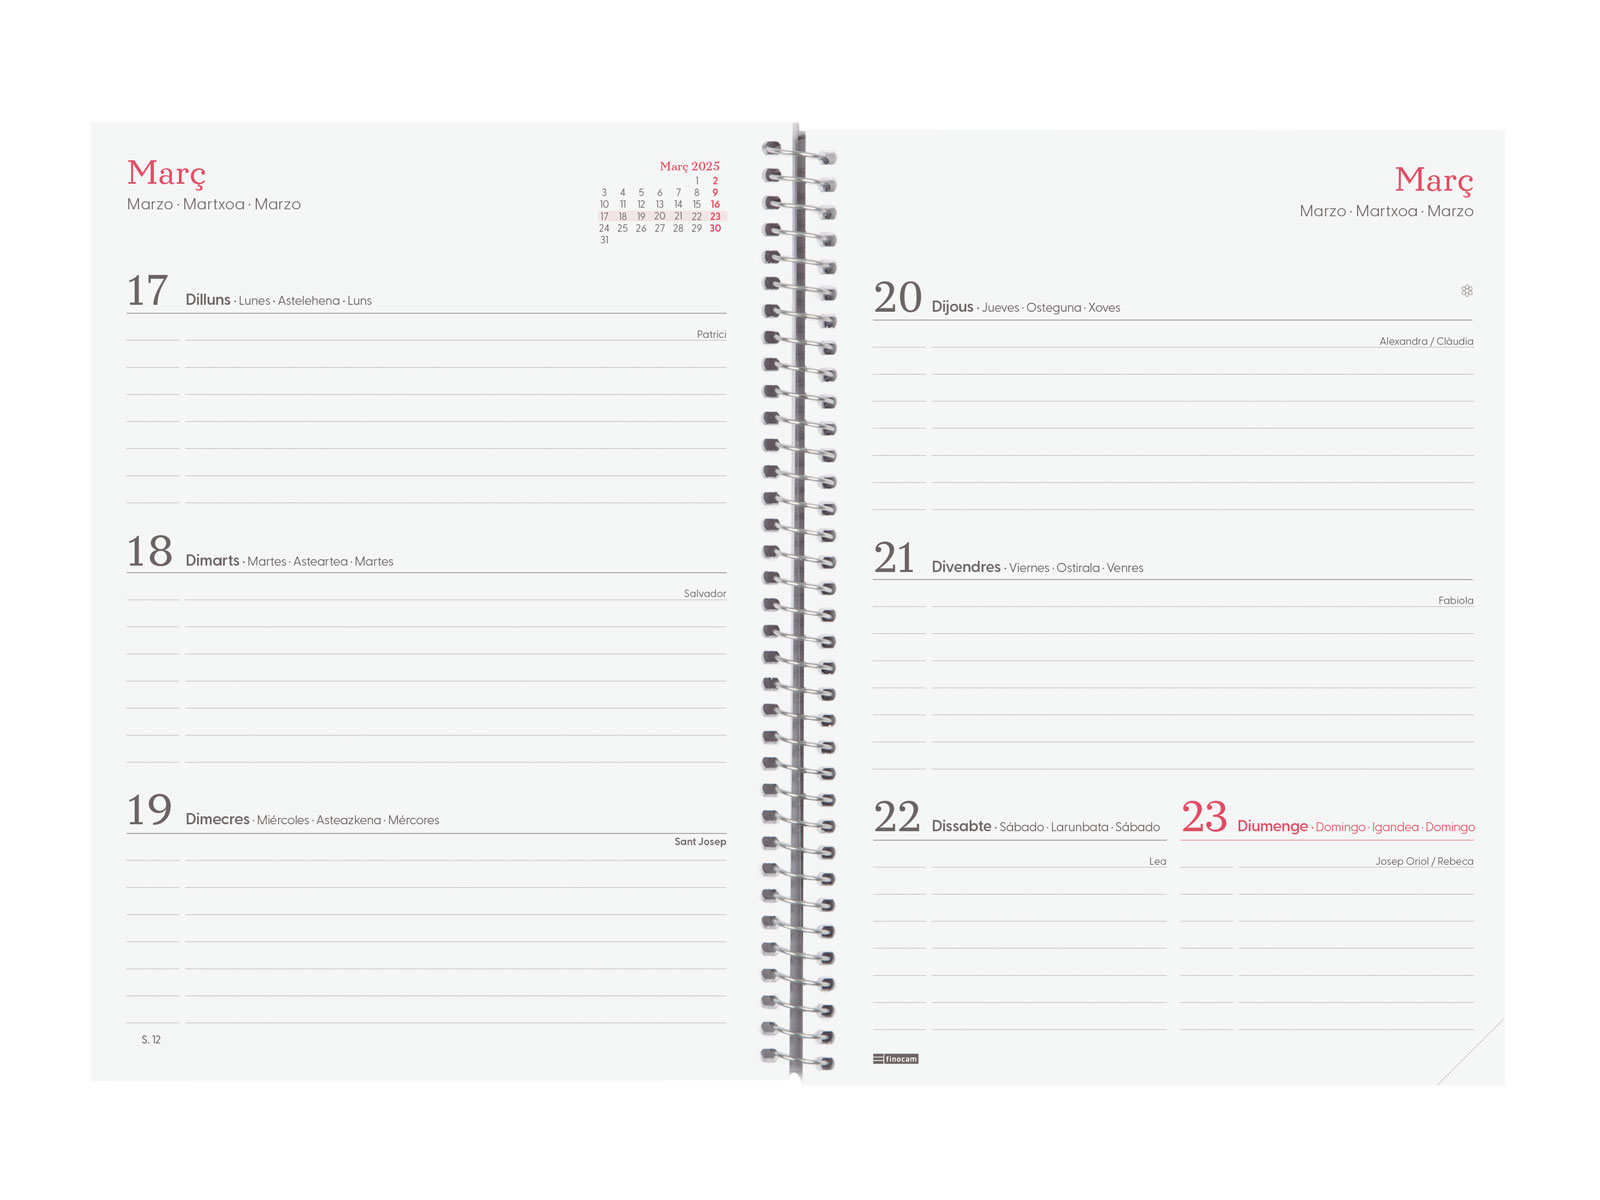 Març
Marzo · Martxoa · Marzo
Març 2025
1 2
3 4 5 6 7 8 9
10 11 12 13 14 15 16
17 18 19 20 21 22 23
24 25 26 27 28 29 30
31
17 Dilluns · Lunes · Astelehena · Luns
Patrici
18 Dimarts · Martes · Asteartea · Martes
Salvador
19 Dimecres · Miércoles · Asteazkena · Mércores
Sant Josep
S. 12
Març
Marzo · Martxoa · Marzo
20 Dijous · Jueves · Osteguna · Xoves
Alexandra / Clàudia
21 Divendres · Viernes · Ostirala · Venres
Fabiola
22 Dissabte · Sábado · Larunbata · Sábado
Lea
23 Diumenge · Domingo · Igandea · Domingo
Josep Oriol / Rebeca
finocam